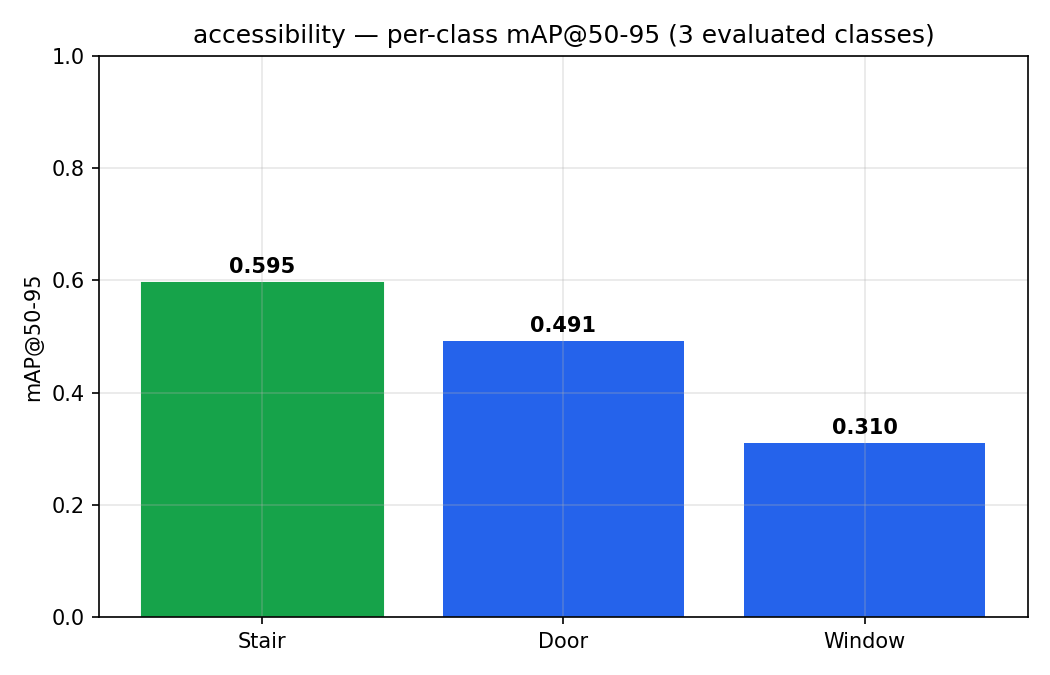 accessibility — per-class mAP@50-95 (3 evaluated classes)
mAP@50-95
1.0
0.8
0.6
0.4
0.2
0.0
0.595
0.491
0.310
Stair
Door
Window